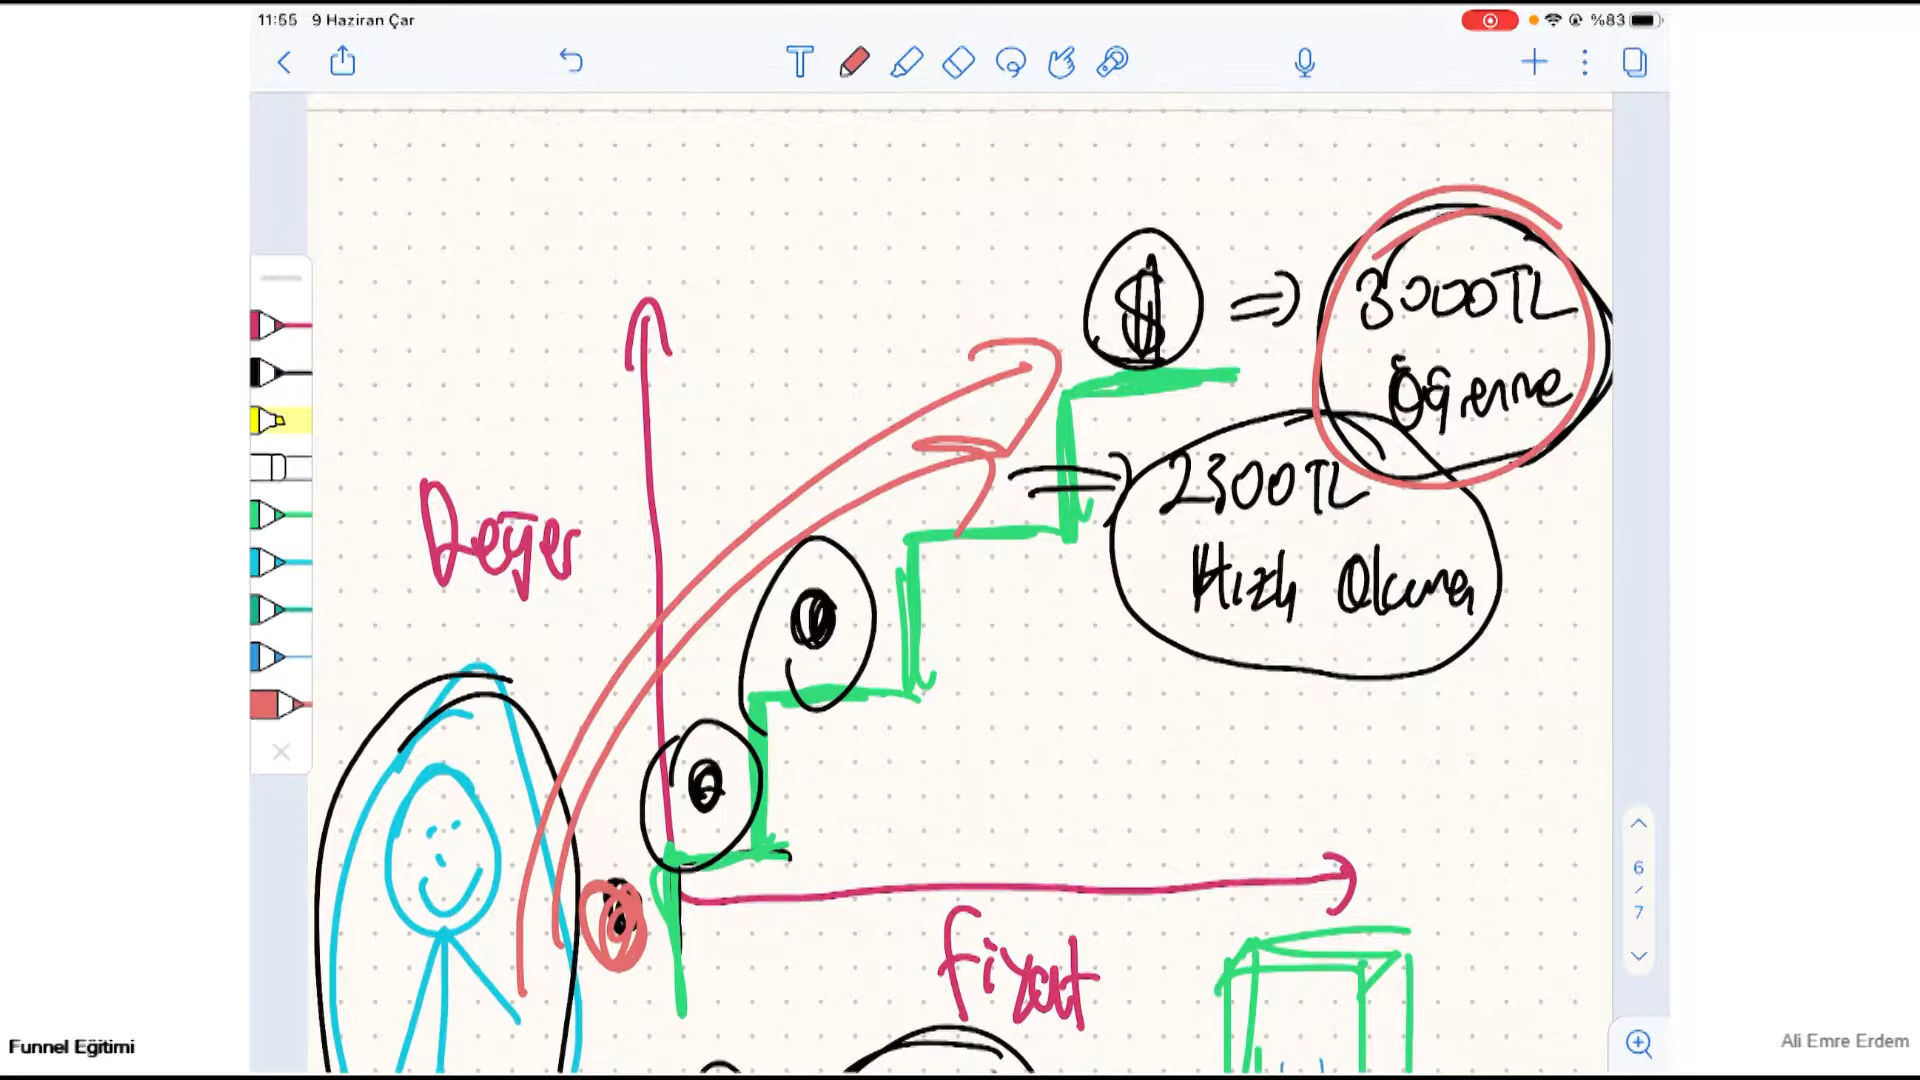 11:55 9 Haziran Çar
%83
3000TL
Öğrenme
2300TL
Hızlı Okuma
Değer
Fiyat
6
/
7
Funnel Eğitimi
Ali Emre Erdem